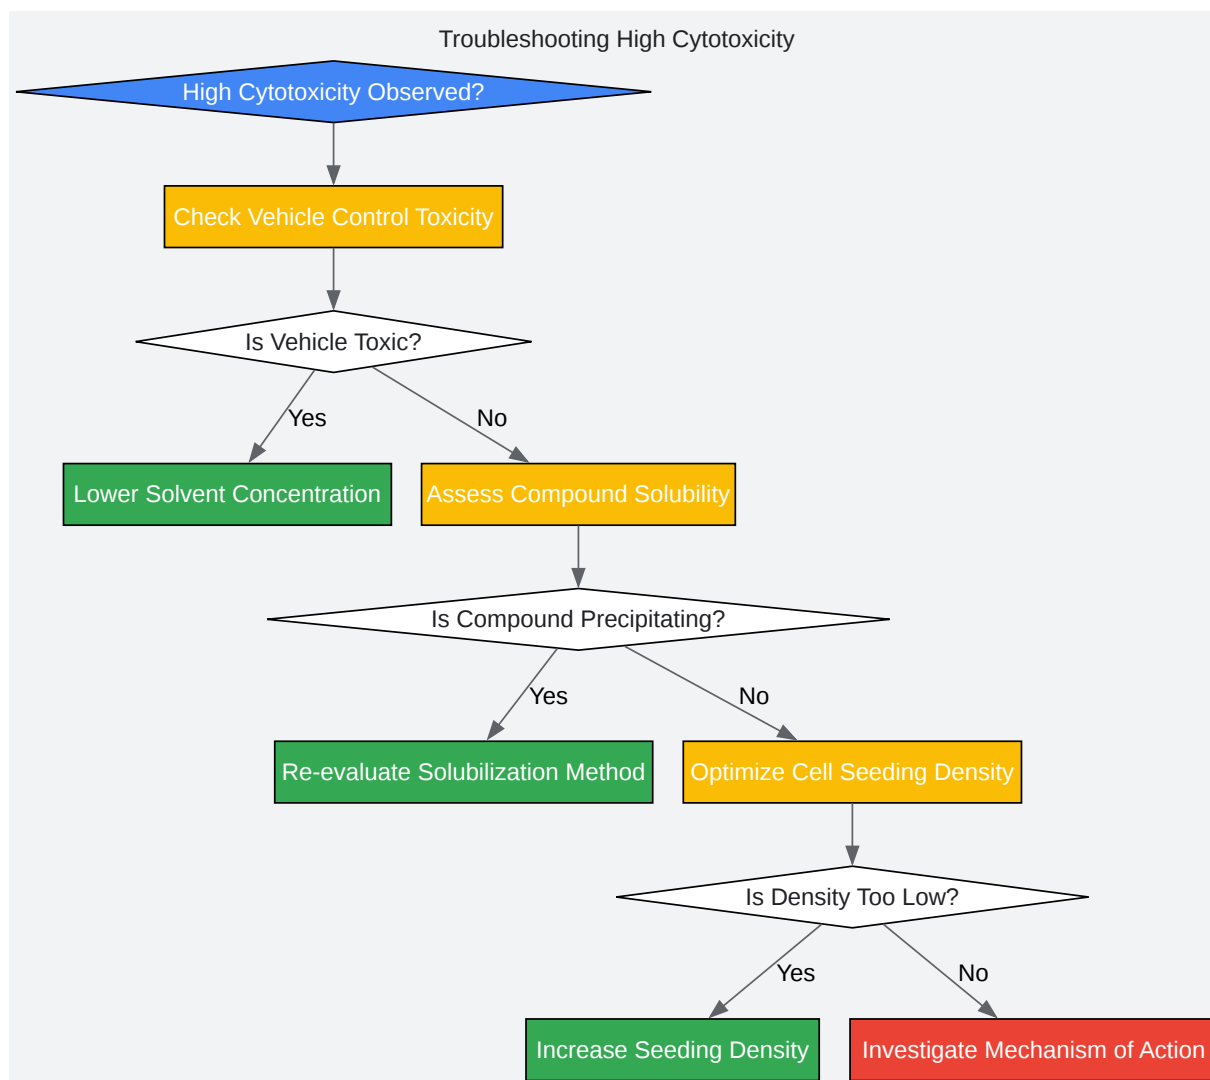 Troubleshooting High Cytotoxicity
High Cytotoxicity Observed?
Check Vehicle Control Toxicity
Is Vehicle Toxic?
Yes
No
Lower Solvent Concentration
Assess Compound Solubility
Is Compound Precipitating?
Yes
No
Re-evaluate Solubilization Method
Optimize Cell Seeding Density
Is Density Too Low?
Yes
No
Increase Seeding Density
Investigate Mechanism of Action